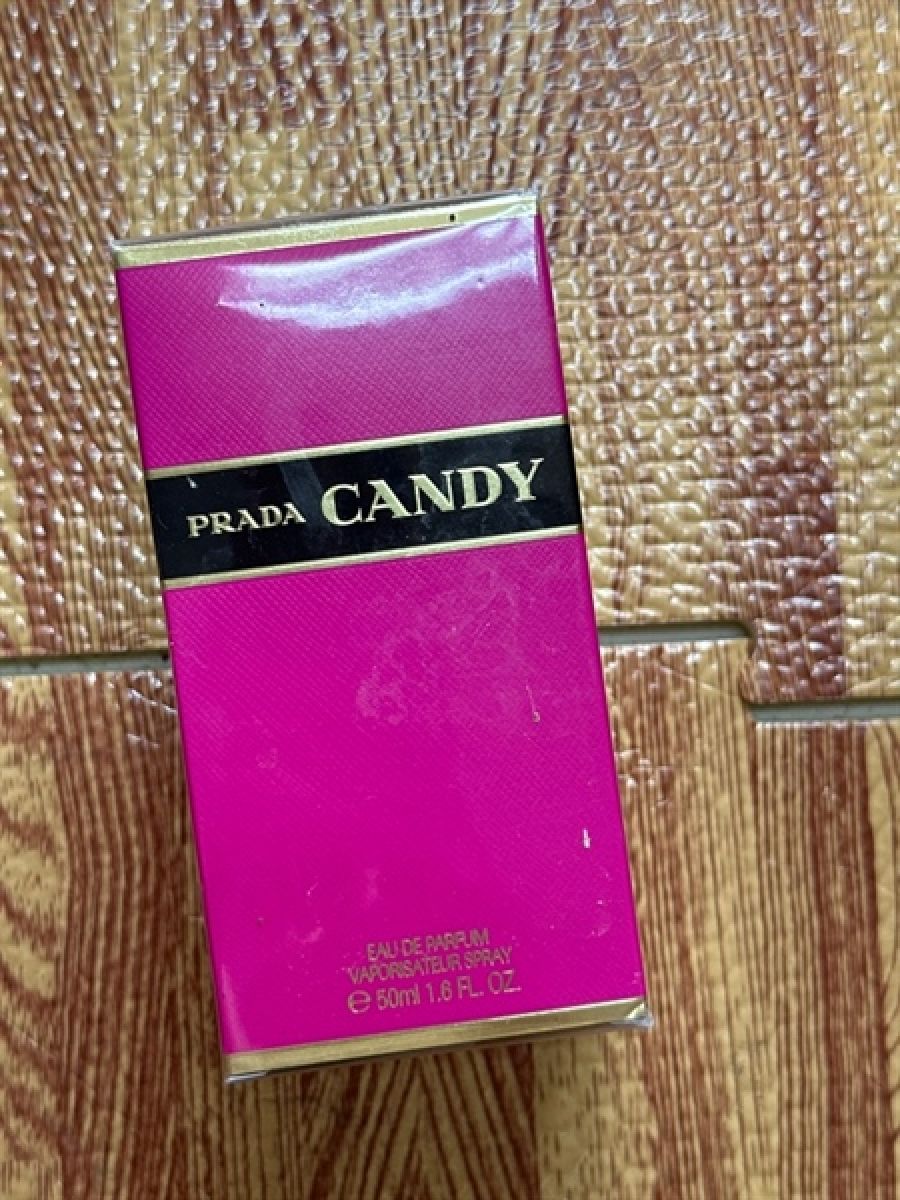 PRADA CANDY
EAU DE PARFUM
VAPORISATEUR SPRAY
℮ 50ml 1.6 FL. OZ.